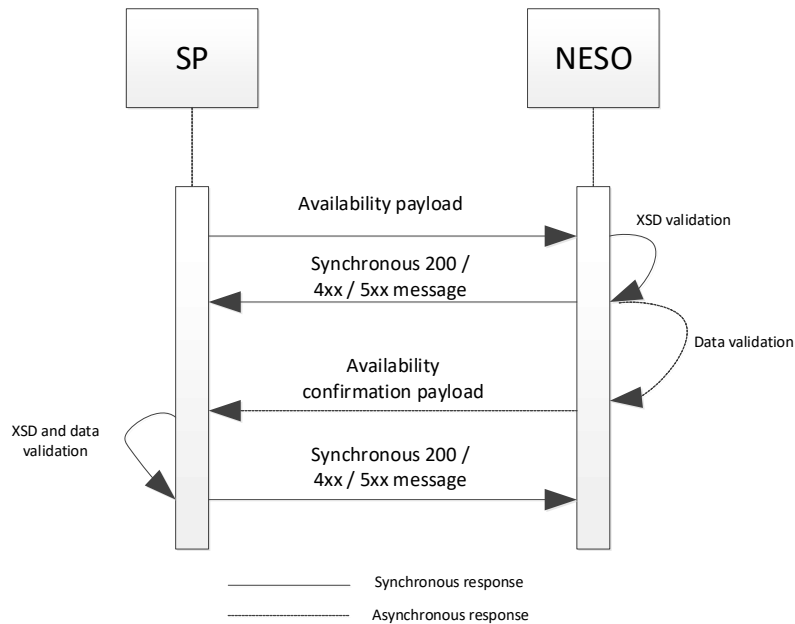 SP
NESO
Availability payload
XSD validation
Synchronous 200 /
4xx / 5xx message
Data validation
Availability
confirmation payload
XSD and data
validation
Synchronous 200 /
4xx / 5xx message
Synchronous response
Asynchronous response